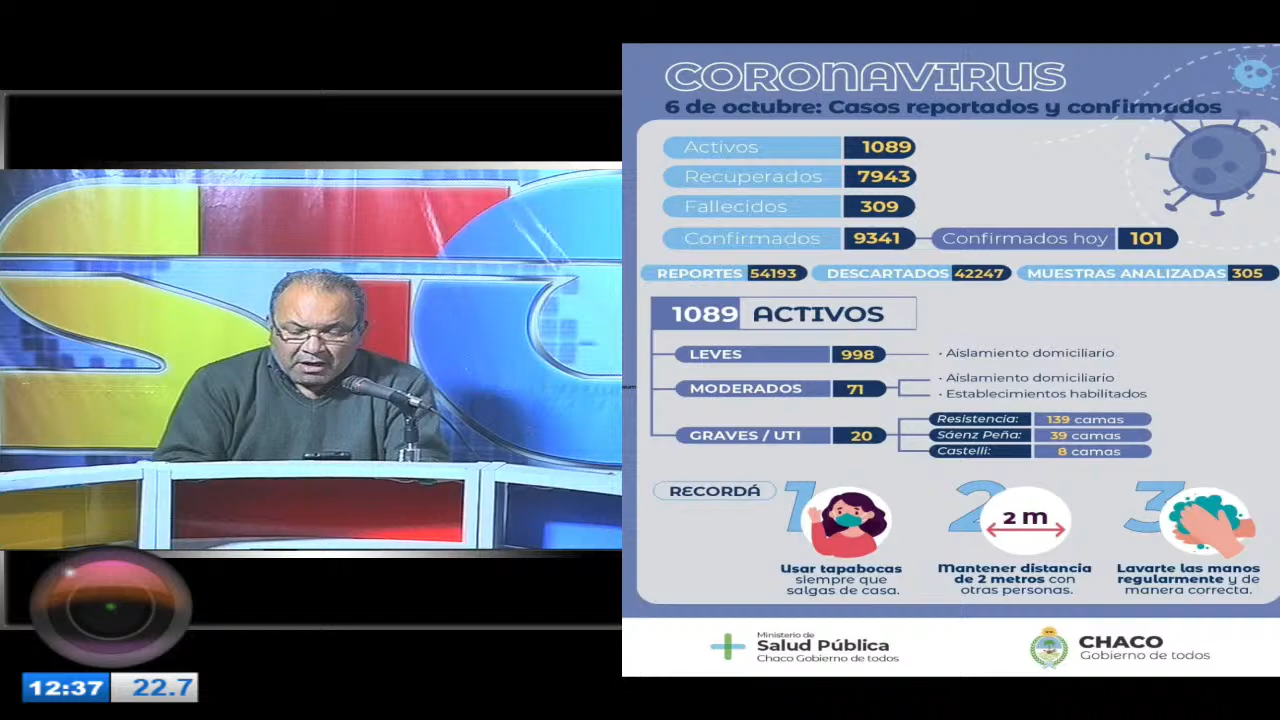 CORONAVIRUS
6 de octubre: Casos reportados y confirmados
Activos 1089
Recuperados 7943
Fallecidos 309
Confirmados 9341 Confirmados hoy 101
REPORTES 54193 DESCARTADOS 42247 MUESTRAS ANALIZADAS 305
1089 ACTIVOS
LEVES 998 · Aíslamiento domiciliario
MODERADOS 71 · Aíslamiento domiciliario
· Establecimientos habilitados
GRAVES / UTI 20
Resistencia: 139 camas
Sáenz Peña: 39 camas
Castelli: 8 camas
RECORDÁ
1
Usar tapabocas
siempre que
salgas de casa.
2
2 m
Mantener distancia
de 2 metros con
otras personas.
3
Lavarte las manos
regularmente y de
manera correcta.
Ministerio de
Salud Pública
Chaco Gobierno de todos
CHACO
Gobierno de todos
12:37 22.7